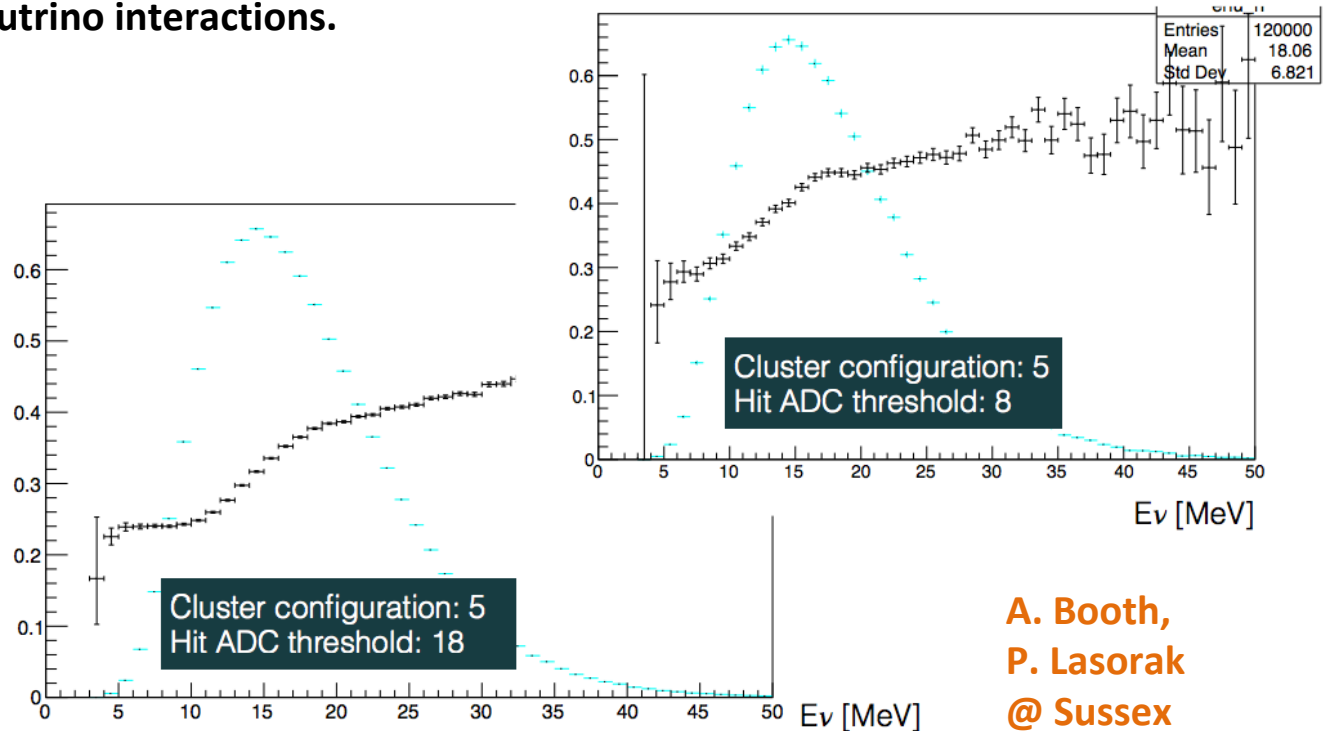 utrino interactions.
Entries 120000
Mean 18.06
Std Dev 6.821
0.6
0.5
0.4
0.3
0.2
0.1
0
0 5 10 15 20 25 30 35 40 45 50
Eν [MeV]
Cluster configuration: 5
Hit ADC threshold: 8
0.6
0.5
0.4
0.3
0.2
0.1
0
0 5 10 15 20 25 30 35 40 45 50
Eν [MeV]
Cluster configuration: 5
Hit ADC threshold: 18
A. Booth,
P. Lasorak
@ Sussex